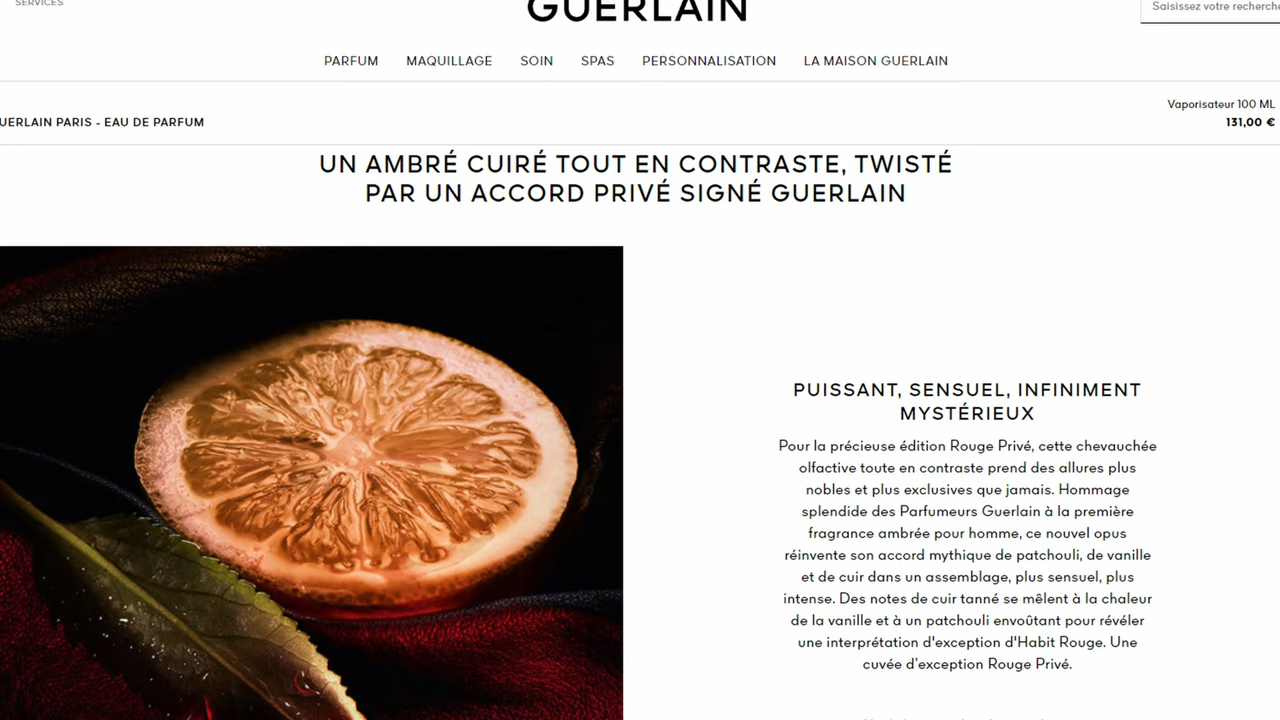 SERVICES
GUERLAIN
Saisissez votre recherche
PARFUM MAQUILLAGE SOIN SPAS PERSONNALISATION LA MAISON GUERLAIN
Vaporisateur 100 ML
UERLAIN PARIS - EAU DE PARFUM
131,00 €
UN AMBRÉ CUIRÉ TOUT EN CONTRASTE, TWISTÉ
PAR UN ACCORD PRIVÉ SIGNÉ GUERLAIN
PUISSANT, SENSUEL, INFINIMENT
MYSTÉRIEUX
Pour la précieuse édition Rouge Privé, cette chevauchée
olfactive toute en contraste prend des allures plus
nobles et plus exclusives que jamais. Hommage
splendide des Parfumeurs Guerlain à la première
fragrance ambrée pour homme, ce nouvel opus
réinvente son accord mythique de patchouli, de vanille
et de cuir dans un assemblage, plus sensuel, plus
intense. Des notes de cuir tanné se mêlent à la chaleur
de la vanille et à un patchouli envoûtant pour révéler
une interprétation d'exception d'Habit Rouge. Une
cuvée d'exception Rouge Privé.